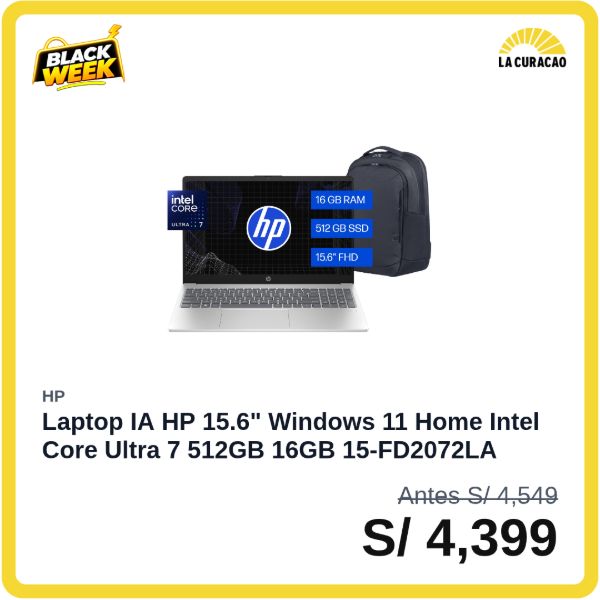 BLACK
WEEK
LA CURACAO
intel
CORE
ULTRA 7
hp
16 GB RAM
512 GB SSD
15.6" FHD
HP
Laptop IA HP 15.6" Windows 11 Home Intel
Core Ultra 7 512GB 16GB 15-FD2072LA
Antes S/ 4,549
S/ 4,399